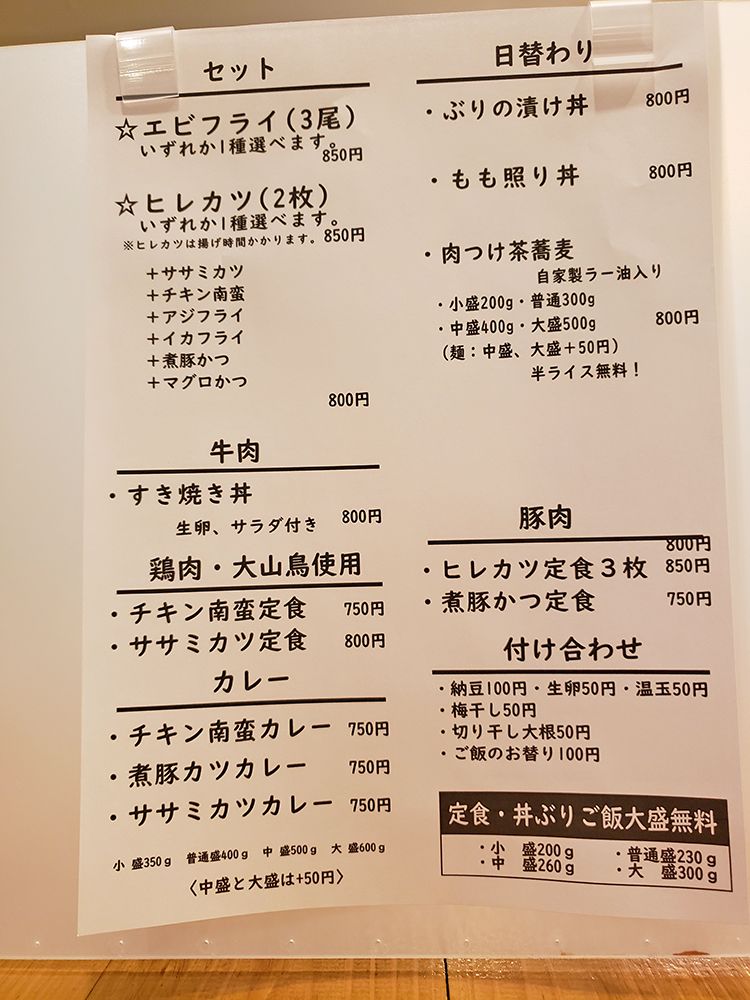 セット
☆エビフライ(3尾)
いずれか1種選べます。
850円
☆ヒレカツ(2枚)
いずれか1種選べます。
※ヒレカツは揚げ時間かかります。 850円
+ササミカツ
+チキン南蛮
+アジフライ
+イカフライ
+煮豚かつ
+マグロかつ
800円
牛肉
・すき焼き丼
生卵、サラダ付き 800円
鶏肉・大山鳥使用
・チキン南蛮定食 750円
・ササミカツ定食 800円
カレー
・チキン南蛮カレー 750円
・煮豚カツカレー 750円
・ササミカツカレー 750円
小 盛350g 普通盛400g 中 盛500g 大 盛600g
〈中盛と大盛は+50円〉
日替わり
・ぶりの漬け丼 800円
・もも照り丼 800円
・肉つけ茶蕎麦
自家製ラー油入り
・小盛200g・普通300g
・中盛400g・大盛500g 800円
(麺:中盛、大盛+50円)
半ライス無料!
豚肉
800円
・ヒレカツ定食3枚 850円
・煮豚かつ定食 750円
付け合わせ
・納豆100円・生卵50円・温玉50円
・梅干し50円
・切り干し大根50円
・ご飯のお替り100円
定食・丼ぶりご飯大盛無料
・小 盛200g ・普通盛230g
・中 盛260g ・大 盛300g